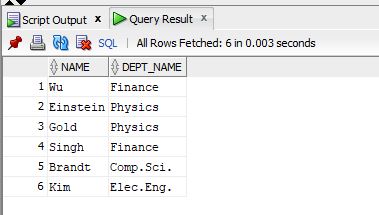 Script Output x Query Result x
SQL | All Rows Fetched: 6 in 0.003 seconds
NAME DEPT_NAME
1 Wu Finance
2 Einstein Physics
3 Gold Physics
4 Singh Finance
5 Brandt Comp.Sci.
6 Kim Elec.Eng.